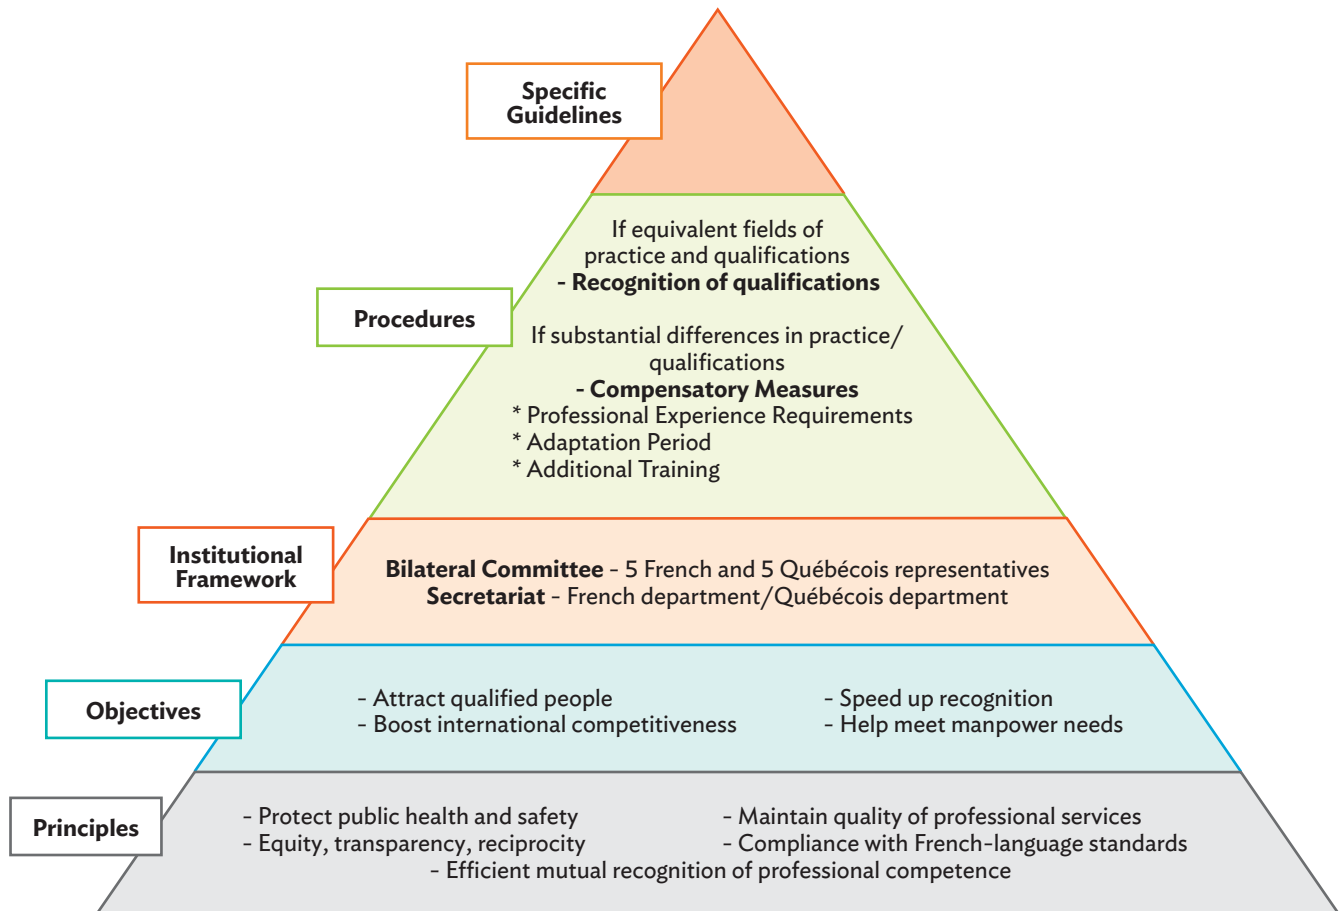 Specific
Guidelines
If equivalent fields of
practice and qualifications
- Recognition of qualifications
Procedures
If substantial differences in practice/
qualifications
- Compensatory Measures
* Professional Experience Requirements
* Adaptation Period
* Additional Training
Institutional
Framework
Bilateral Committee - 5 French and 5 Québécois representatives
Secretariat - French department/Québécois department
Objectives
- Attract qualified people
- Boost international competitiveness
- Speed up recognition
- Help meet manpower needs
Principles
- Protect public health and safety
- Equity, transparency, reciprocity
- Maintain quality of professional services
- Compliance with French-language standards
- Efficient mutual recognition of professional competence